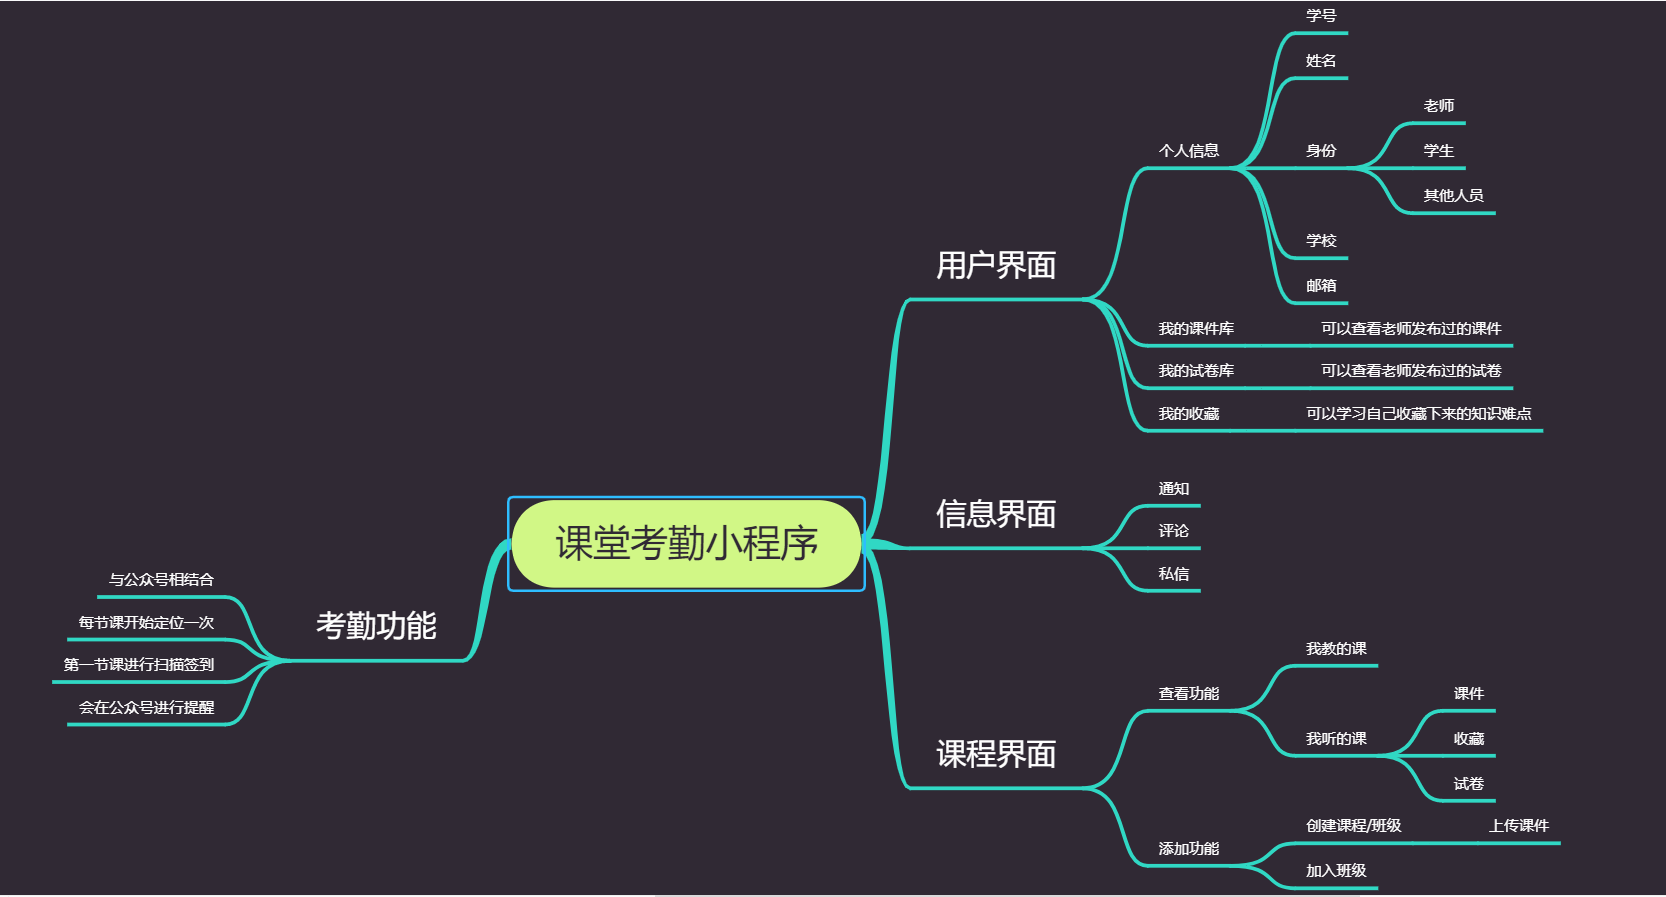 课堂考勤小程序
用户界面
个人信息
学号
姓名
身份
老师
学生
其他人员
学校
邮箱
我的课件库
可以查看老师发布过的课件
我的试卷库
可以查看老师发布过的试卷
我的收藏
可以学习自己收藏下来的知识难点
信息界面
通知
评论
私信
课程界面
查看功能
我教的课
我听的课
课件
收藏
试卷
添加功能
创建课程/班级
上传课件
加入班级
考勤功能
与公众号相结合
每节课开始定位一次
第一节课进行扫描签到
会在公众号进行提醒